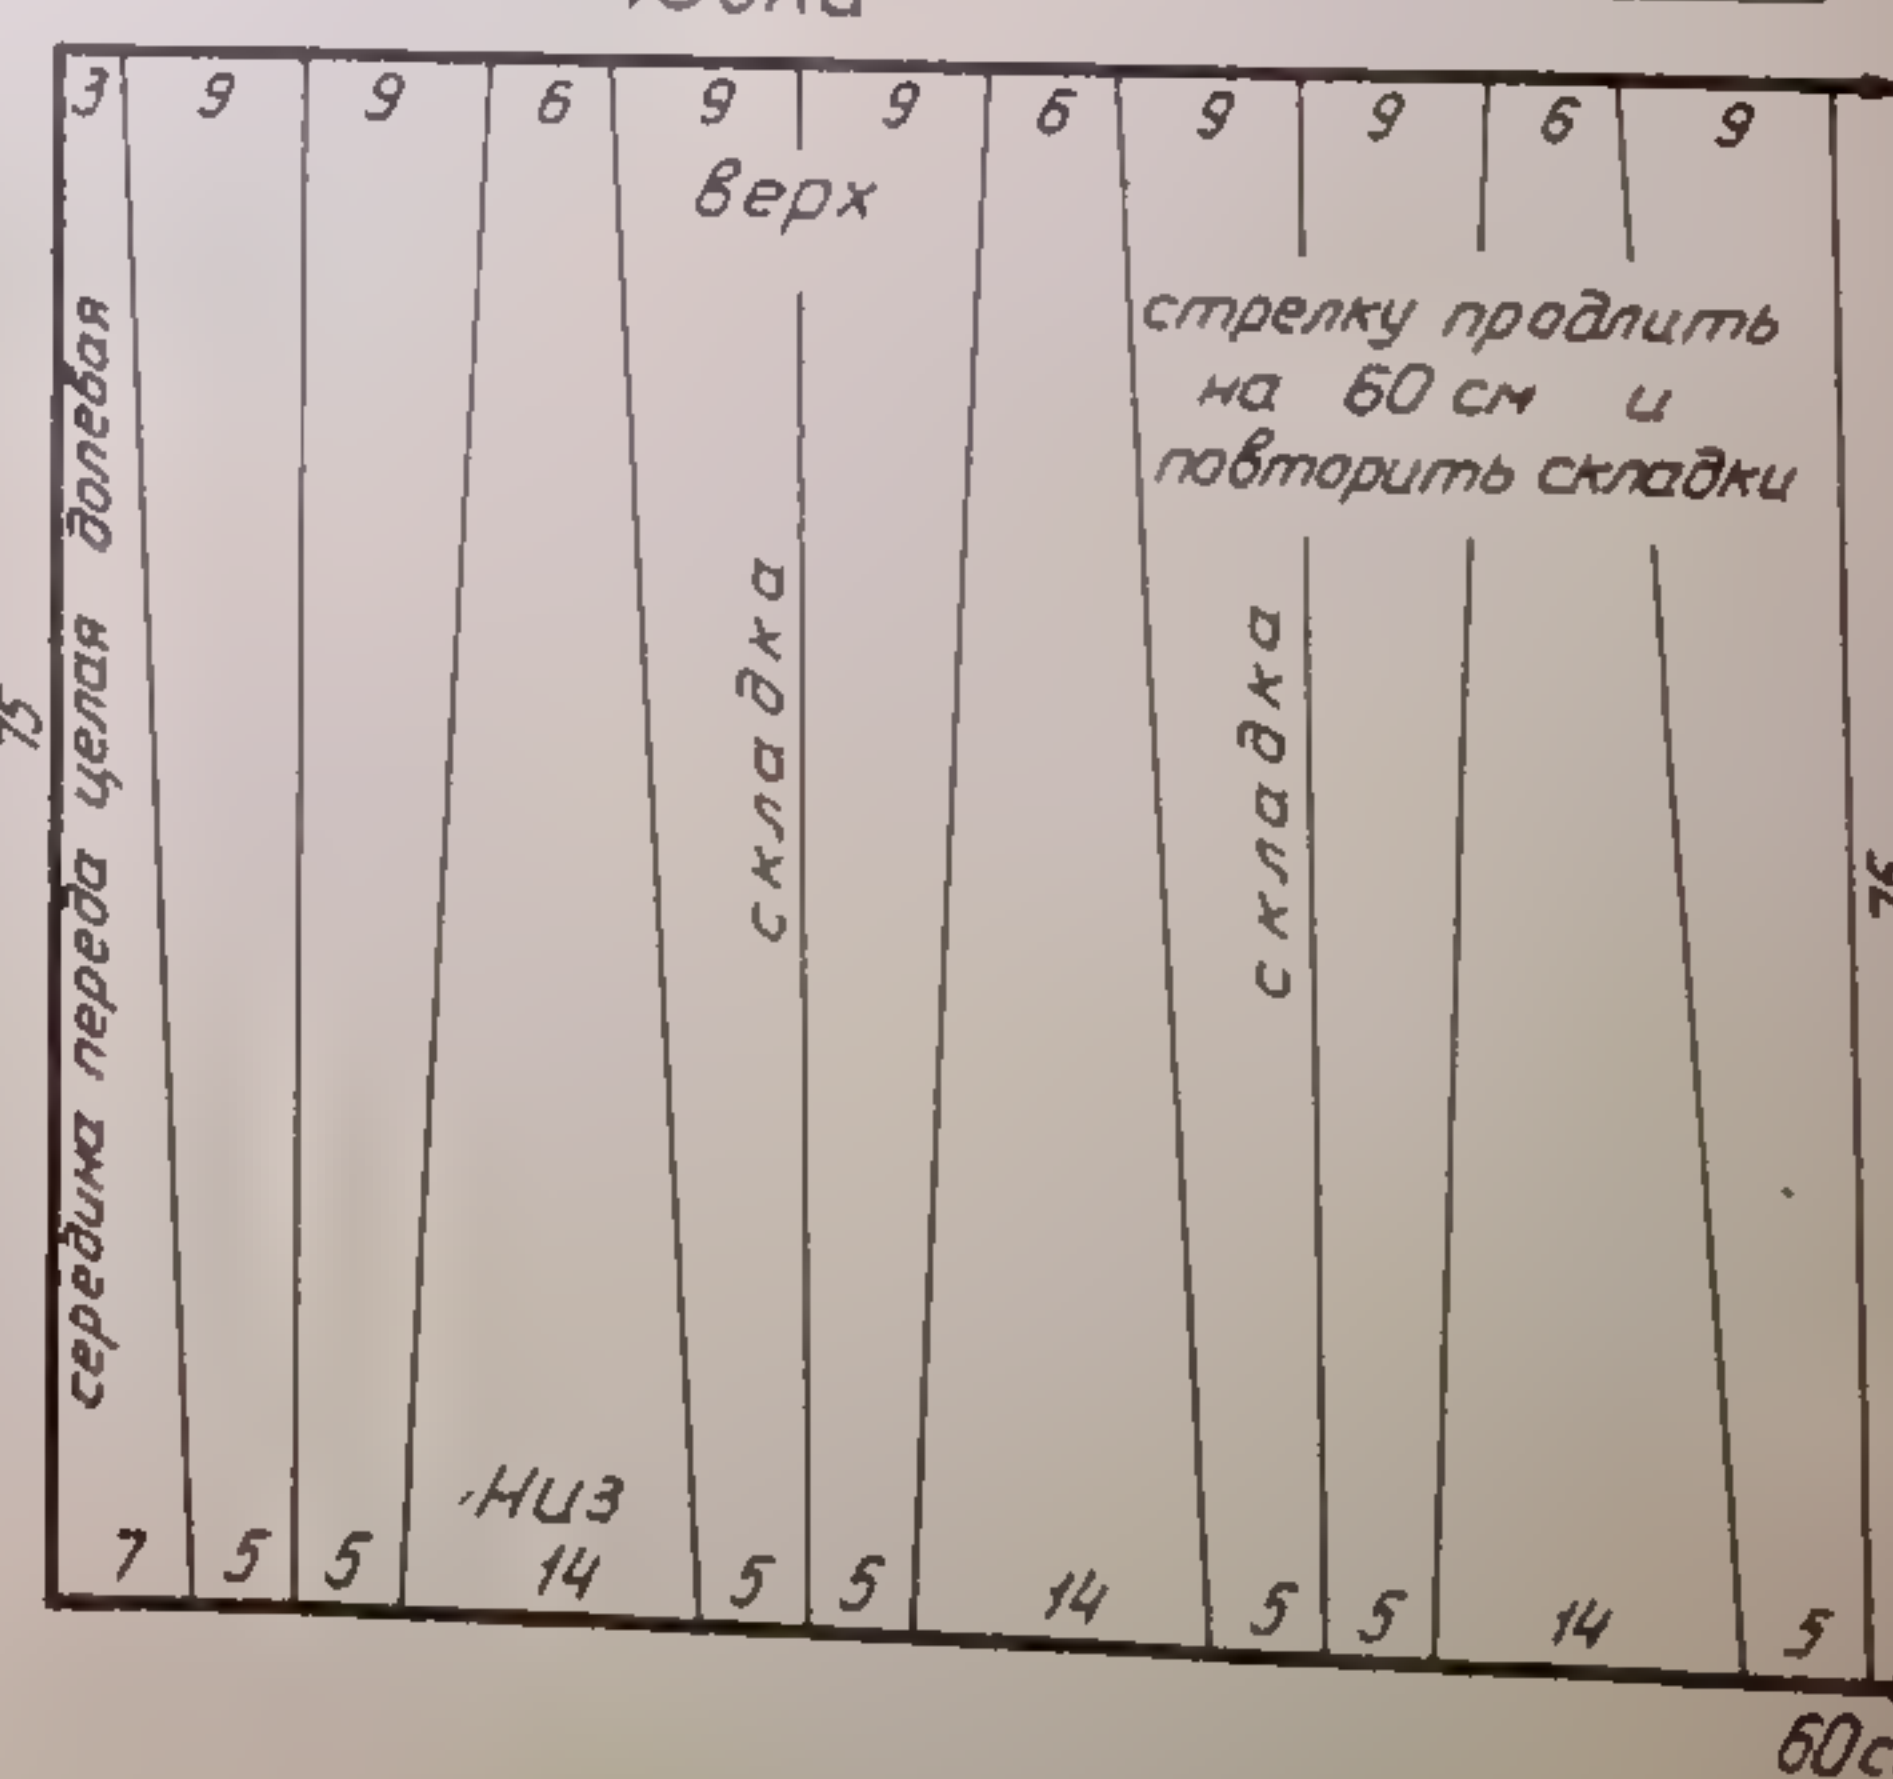 3 9 9 6 9 9 6 9 9 6 9
верх
стрелку продлить
на 60 см и
повторить складки
середина переда целая долевая
складка
складка
75
76
низ
7 5 5 14 5 5 14 5 5 14 5